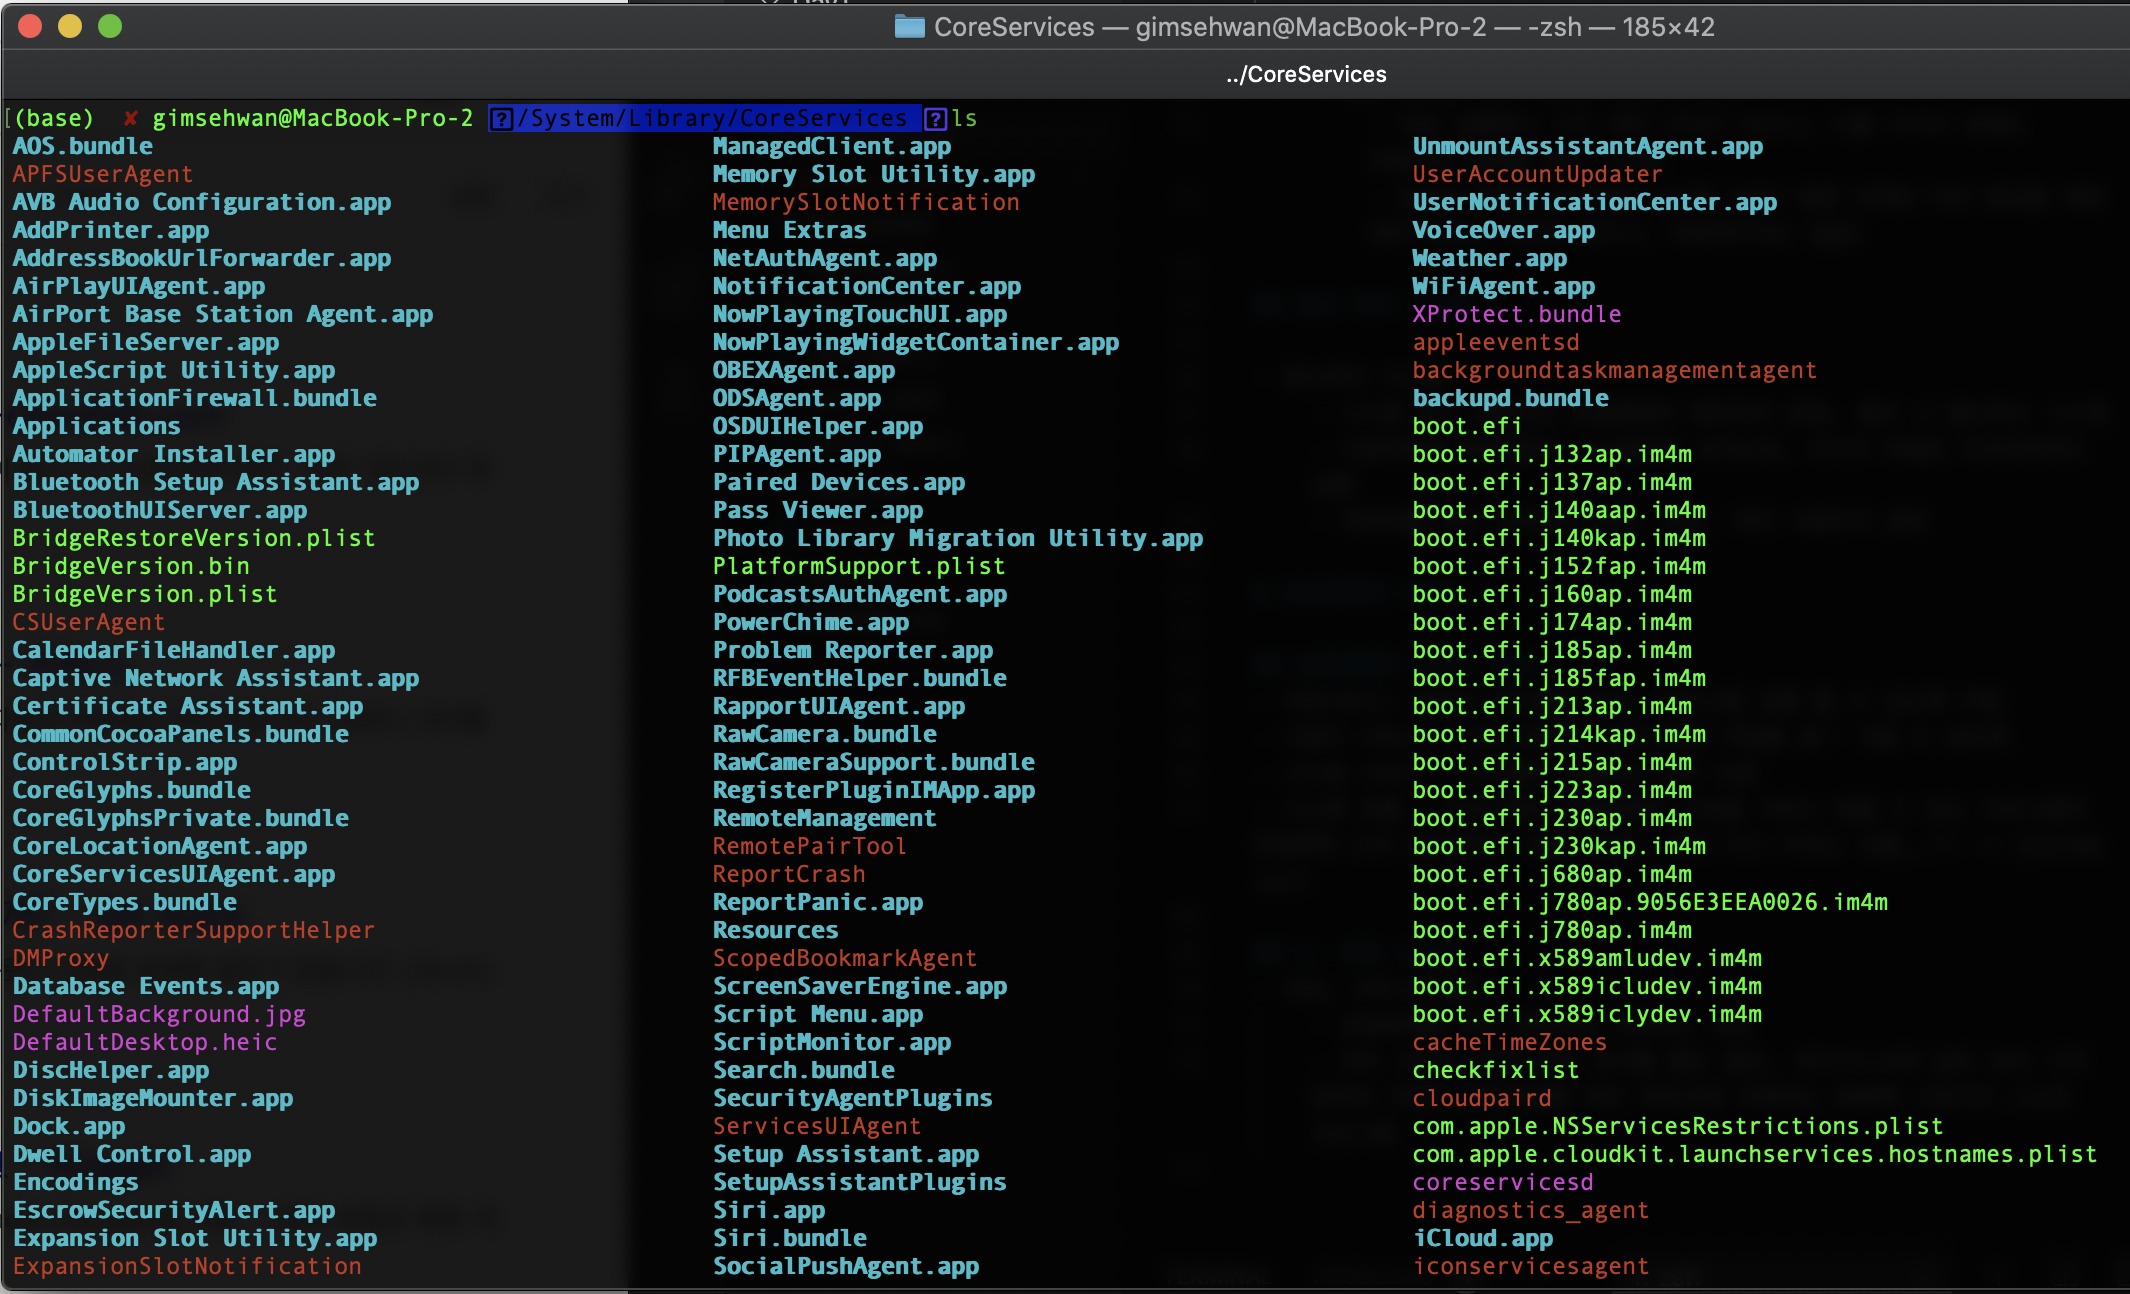 CoreServices — gimsehwan@MacBook-Pro-2 — -zsh — 185×42
../CoreServices
[(base) ✘ gimsehwan@MacBook-Pro-2 /System/Library/CoreServices ls
AOS.bundle ManagedClient.app UnmountAssistantAgent.app
APFSUserAgent Memory Slot Utility.app UserAccountUpdater
AVB Audio Configuration.app MemorySlotNotification UserNotificationCenter.app
AddPrinter.app Menu Extras VoiceOver.app
AddressBookUrlForwarder.app NetAuthAgent.app Weather.app
AirPlayUIAgent.app NotificationCenter.app WiFiAgent.app
AirPort Base Station Agent.app NowPlayingTouchUI.app XProtect.bundle
AppleFileServer.app NowPlayingWidgetContainer.app appleeventsd
AppleScript Utility.app OBEXAgent.app backgroundtaskmanagementagent
ApplicationFirewall.bundle ODSAgent.app backupd.bundle
Applications OSDUIHelper.app boot.efi
Automator Installer.app PIPAgent.app boot.efi.j132ap.im4m
Bluetooth Setup Assistant.app Paired Devices.app boot.efi.j137ap.im4m
BluetoothUIServer.app Pass Viewer.app boot.efi.j140aap.im4m
BridgeRestoreVersion.plist Photo Library Migration Utility.app boot.efi.j140kap.im4m
BridgeVersion.bin PlatformSupport.plist boot.efi.j152fap.im4m
BridgeVersion.plist PodcastsAuthAgent.app boot.efi.j160ap.im4m
CSUserAgent PowerChime.app boot.efi.j174ap.im4m
CalendarFileHandler.app Problem Reporter.app boot.efi.j185ap.im4m
Captive Network Assistant.app RFBEventHelper.bundle boot.efi.j185fap.im4m
Certificate Assistant.app RapportUIAgent.app boot.efi.j213ap.im4m
CommonCocoaPanels.bundle RawCamera.bundle boot.efi.j214kap.im4m
ControlStrip.app RawCameraSupport.bundle boot.efi.j215ap.im4m
CoreGlyphs.bundle RegisterPluginIMApp.app boot.efi.j223ap.im4m
CoreGlyphsPrivate.bundle RemoteManagement boot.efi.j230ap.im4m
CoreLocationAgent.app RemotePairTool boot.efi.j230kap.im4m
CoreServicesUIAgent.app ReportCrash boot.efi.j680ap.im4m
CoreTypes.bundle ReportPanic.app boot.efi.j780ap.9056E3EEA0026.im4m
CrashReporterSupportHelper Resources boot.efi.j780ap.im4m
DMProxy ScopedBookmarkAgent boot.efi.x589amludev.im4m
Database Events.app ScreenSaverEngine.app boot.efi.x589icludev.im4m
DefaultBackground.jpg Script Menu.app boot.efi.x589iclydev.im4m
DefaultDesktop.heic ScriptMonitor.app cacheTimeZones
DiscHelper.app Search.bundle checkfixlist
DiskImageMounter.app SecurityAgentPlugins cloudpaird
Dock.app ServicesUIAgent com.apple.NSServicesRestrictions.plist
Dwell Control.app Setup Assistant.app com.apple.cloudkit.launchservices.hostnames.plist
Encodings SetupAssistantPlugins coreservicesd
EscrowSecurityAlert.app Siri.app diagnostics_agent
Expansion Slot Utility.app Siri.bundle iCloud.app
ExpansionSlotNotification SocialPushAgent.app iconservicesagent